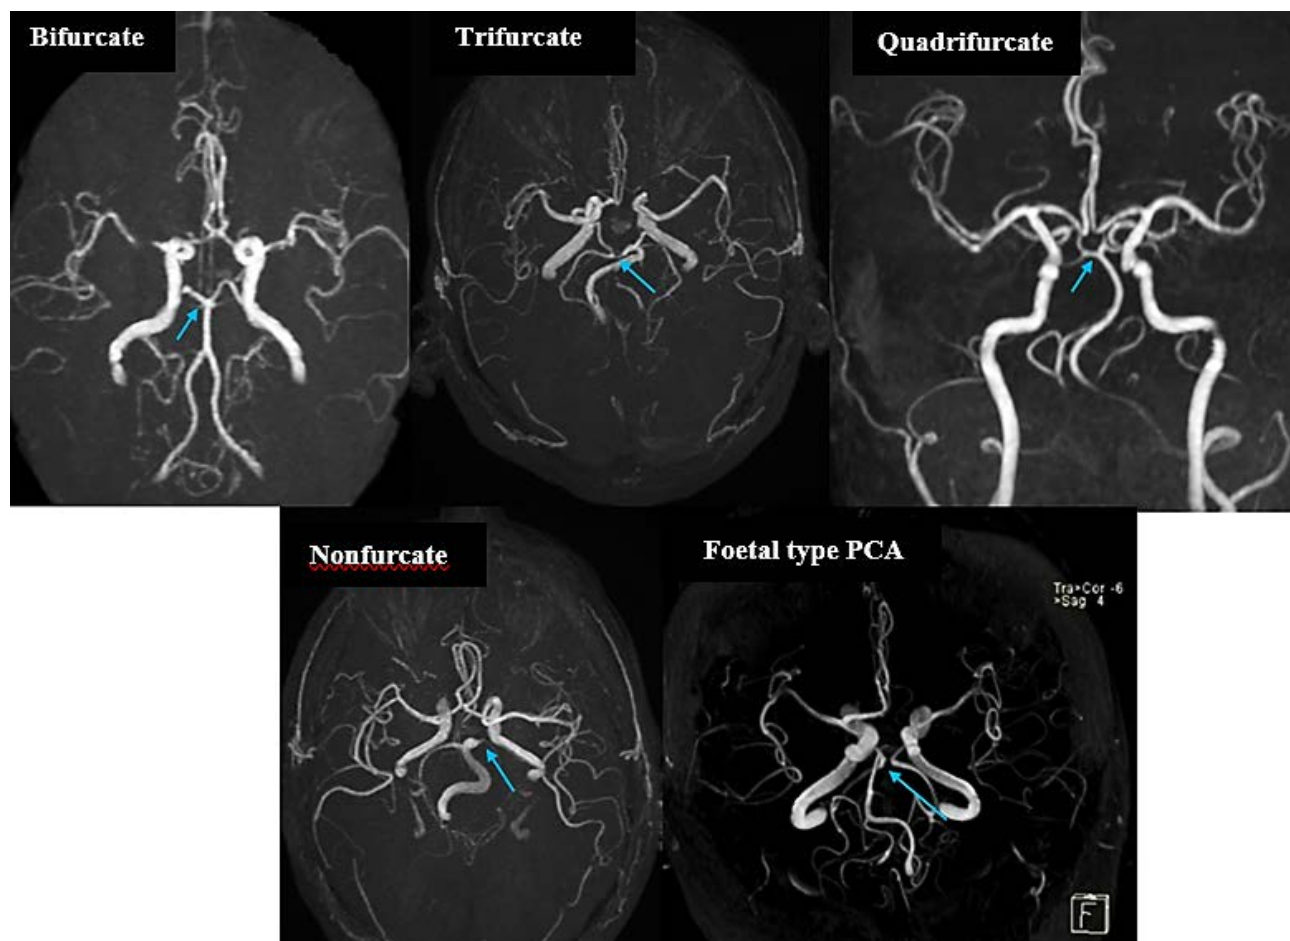 Bifurcate
Trifurcate
Quadrifurcate
Nonfurcate
Foetal type PCA
Tra>Cor -6
>Sag 4
F